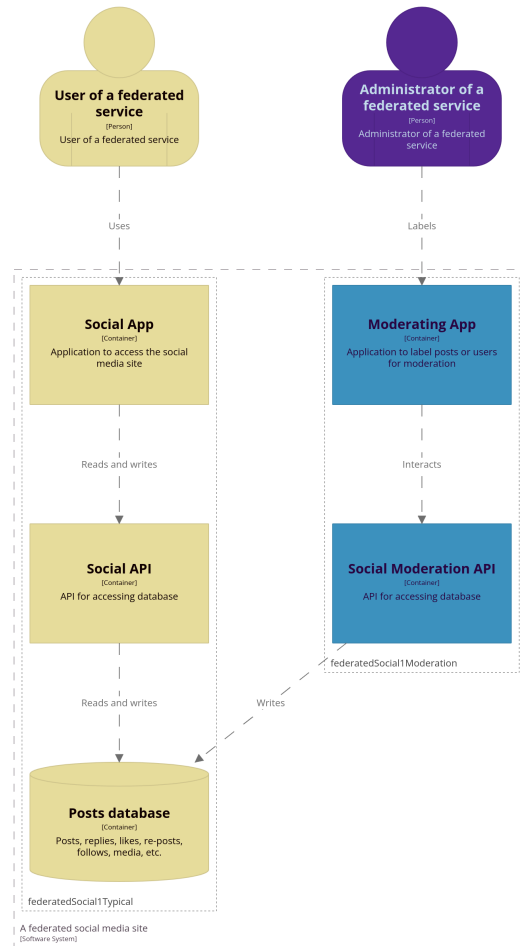 User of a federated
service
[Person]
User of a federated service
Administrator of a
federated service
[Person]
Administrator of a federated
service
Uses
Labels
Social App
[Container]
Application to access the social
media site
Moderating App
[Container]
Application to label posts or users
for moderation
Reads and writes
Interacts
Social API
[Container]
API for accessing database
Social Moderation API
[Container]
API for accessing database
federatedSocial1Moderation
Reads and writes
Writes
Posts database
[Container]
Posts, replies, likes, re-posts,
follows, media, etc.
federatedSocial1Typical
A federated social media site
[Software System]